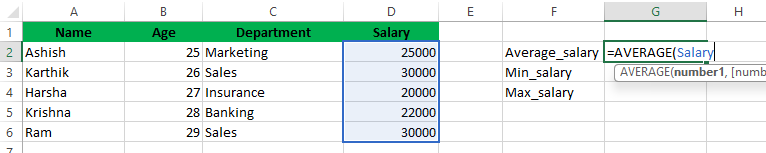 A B C D E F G H
1 Name Age Department Salary
2 Ashish 25 Marketing 25000 Average_salary =AVERAGE(Salary
3 Karthik 26 Sales 30000 Min_salary AVERAGE(number1, [numb
4 Harsha 27 Insurance 20000 Max_salary
5 Krishna 28 Banking 22000
6 Ram 29 Sales 30000